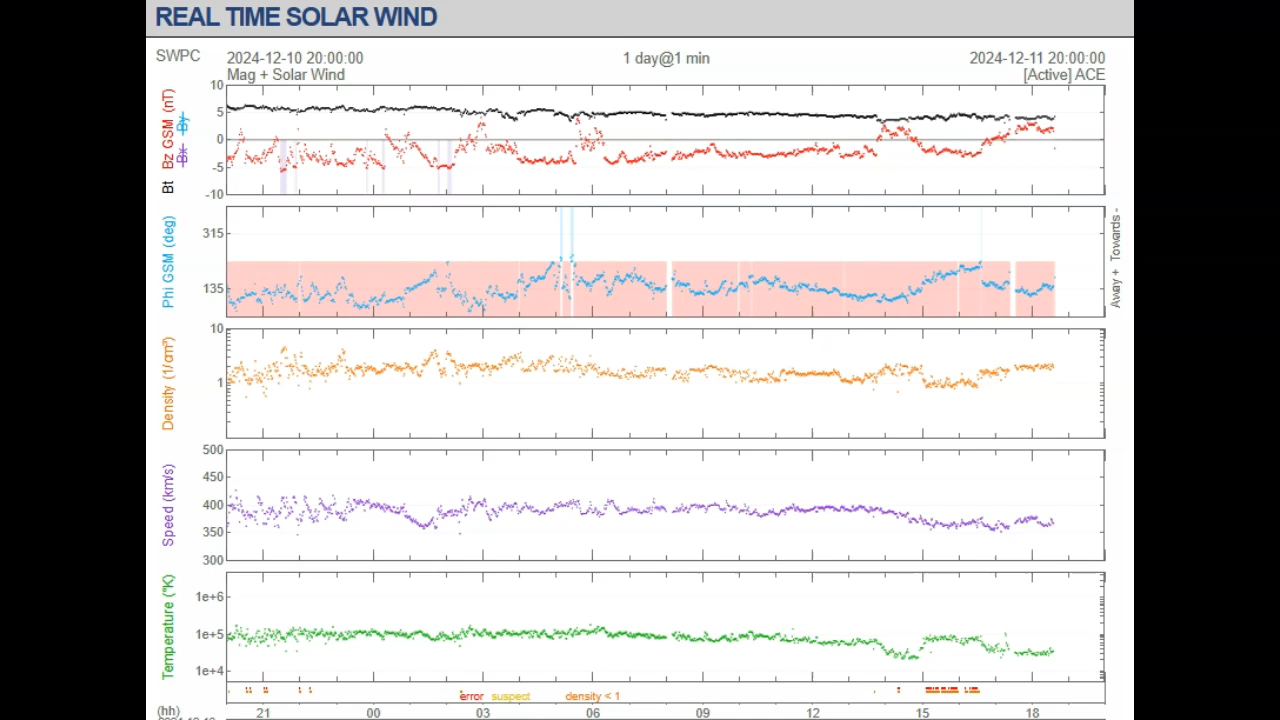 REAL TIME SOLAR WIND
SWPC 2024-12-10 20:00:00 1 day@1 min 2024-12-11 20:00:00
Mag + Solar Wind [Active] ACE
Bt Bz GSM (nT)
Bx By
10
5
0
-5
-10
Phi GSM (deg)
315
135
Away + Towards -
Density (1/cm³)
10
1
Speed (km/s)
500
450
400
350
300
Temperature (°K)
1e+6
1e+5
1e+4
error suspect density < 1
(hh) 21 00 03 06 09 12 15 18